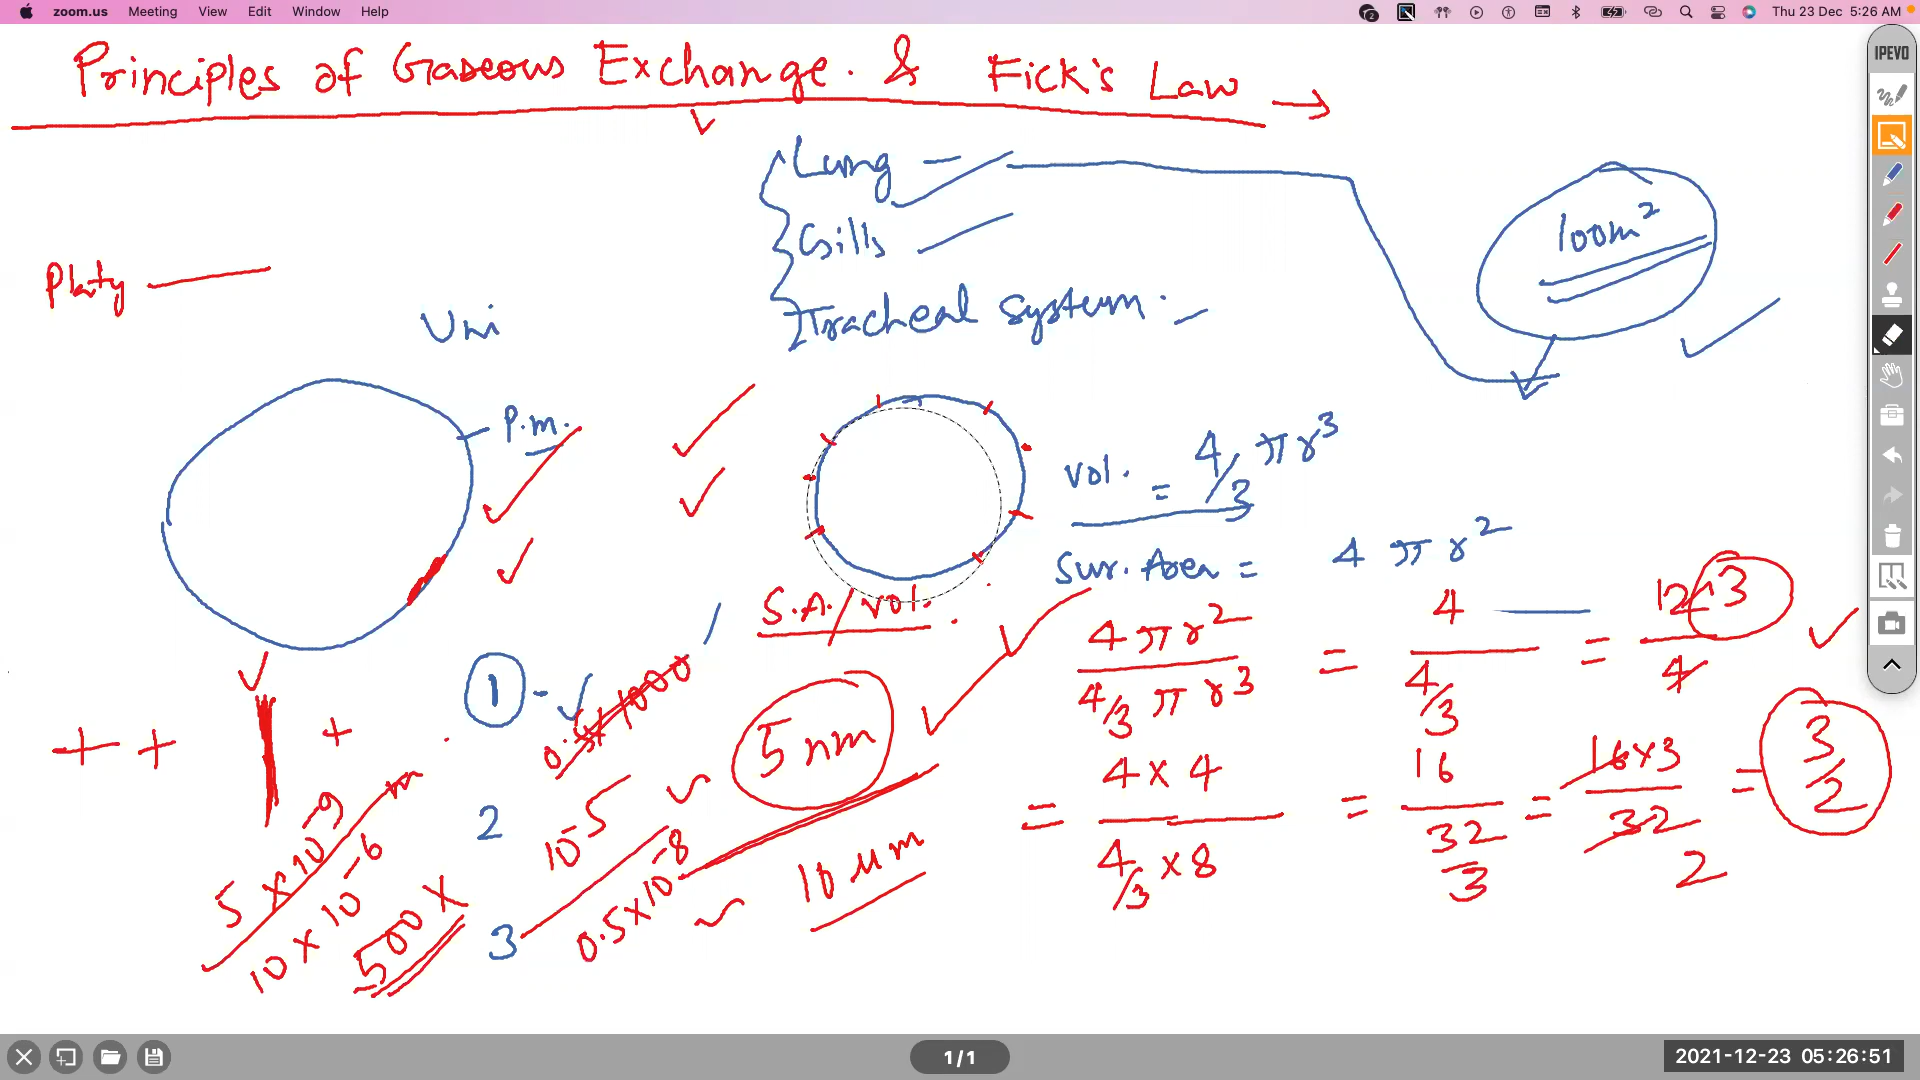 zoom.us Meeting View Edit Window Help Thu 23 Dec 5:26 AM
IPEVO
Principles of Gaseous Exchange. & Fick's Law →
Lung
Gills
Tracheal system.
100m²
Platy
Uni
P.m.
vol. = 4/3 π r³
Sur. Area = 4 π r²
S.A./vol.
4 π r² / 4/3 π r³ = 4 / 4/3 = 12 3 / 4
= 4 x 4 / 4/3 x 8 = 16 / 32/3 = 16x3 / 32 2 = 3/2
1 -
+ + +
5 nm
2
10-5
0.5x10-8
10 μm
3
5 x 10-9 m
10 x 10-6
500 x
1/1
2021-12-23 05:26:51